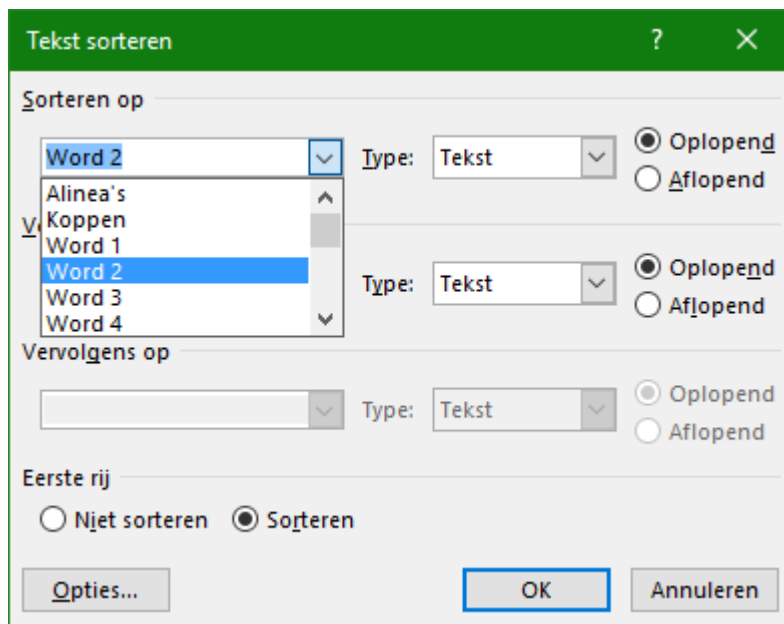 Tekst sorteren ?
Sorteren op
Word 2 Type: Tekst Oplopend
Aflopend
Alinea's
Koppen
Word 1
Word 2
Word 3
Word 4
Type: Tekst Oplopend
Aflopend
Vervolgens op
Type: Tekst Oplopend
Aflopend
Eerste rij
Niet sorteren Sorteren
Opties... OK Annuleren